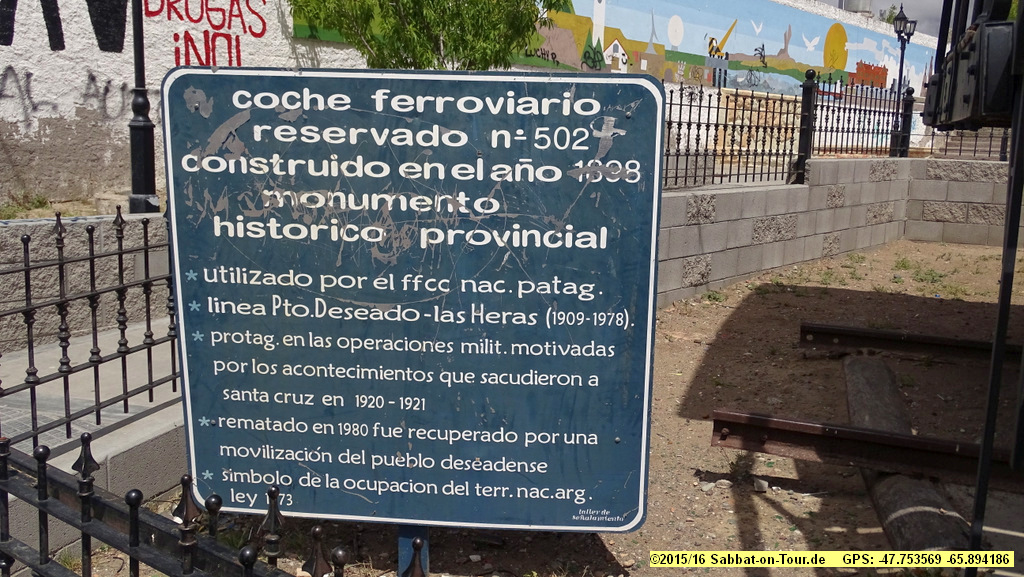 DROGAS
¡NO!
coche ferroviario
reservado nº 502
construido en el año 1898
monumento
historico provincial
* utilizado por el ffcc nac. patag.
* linea Pto. Deseado - las Heras (1909-1978).
* protag. en las operaciones milit. motivadas
por los acontecimientos que sacudieron a
santa cruz en 1920 - 1921
* rematado en 1980 fue recuperado por una
movilización del pueblo deseadense
* simbolo de la ocupacion del terr. nac. arg.
ley 1173
taller de
señalamiento
©2015/16 Sabbat-on-Tour.de GPS: -47.753569 -65.894186